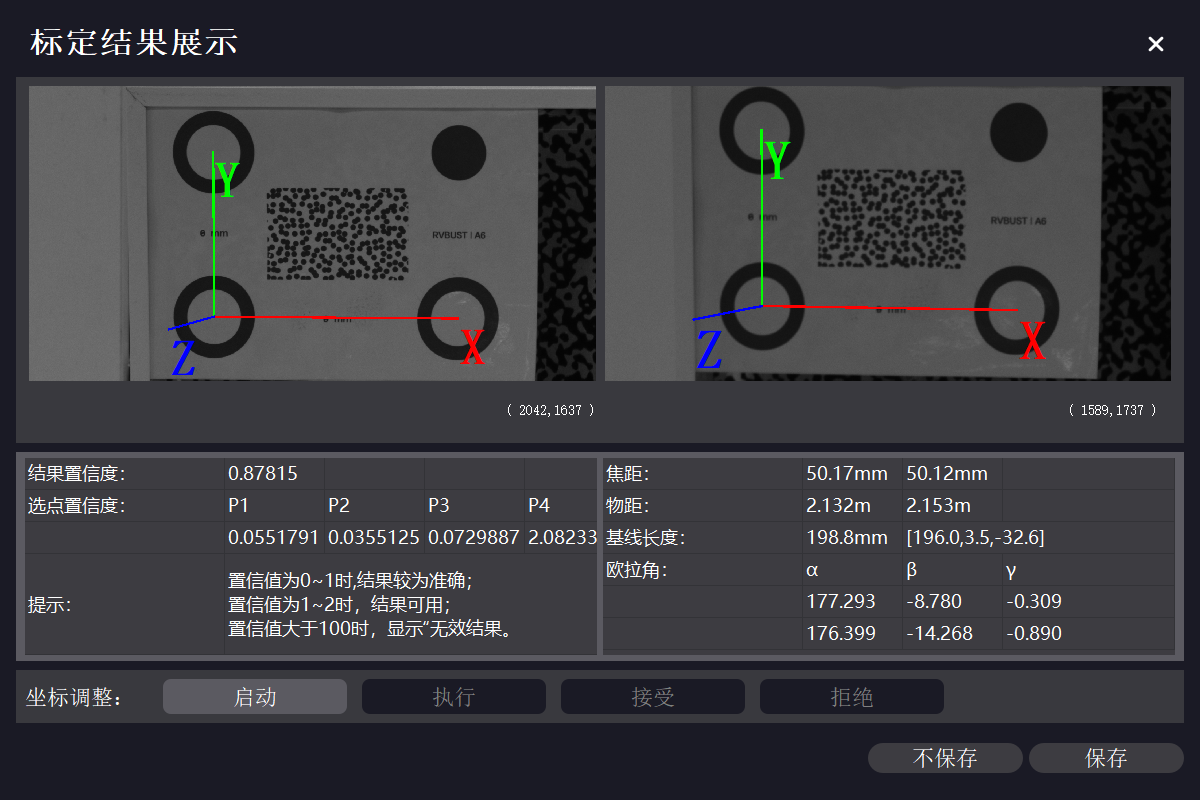 标定结果展示
Y
Y
θ mm
RVBUST | A6
θ mm
RVBUST | A6
θ mm
θ mm
Z
X
Z
X
( 2042,1637 )
( 1589,1737 )
结果置信度: 0.87815
选点置信度: P1 P2 P3 P4
0.0551791 0.0355125 0.0729887 2.08233
提示:
置信值为0~1时,结果较为准确；
置信值为1~2时，结果可用；
置信值大于100时，显示“无效结果。
焦距: 50.17mm 50.12mm
物距: 2.132m 2.153m
基线长度: 198.8mm [196.0,3.5,-32.6]
欧拉角: α β γ
177.293 -8.780 -0.309
176.399 -14.268 -0.890
坐标调整: 启动 执行 接受 拒绝
不保存 保存